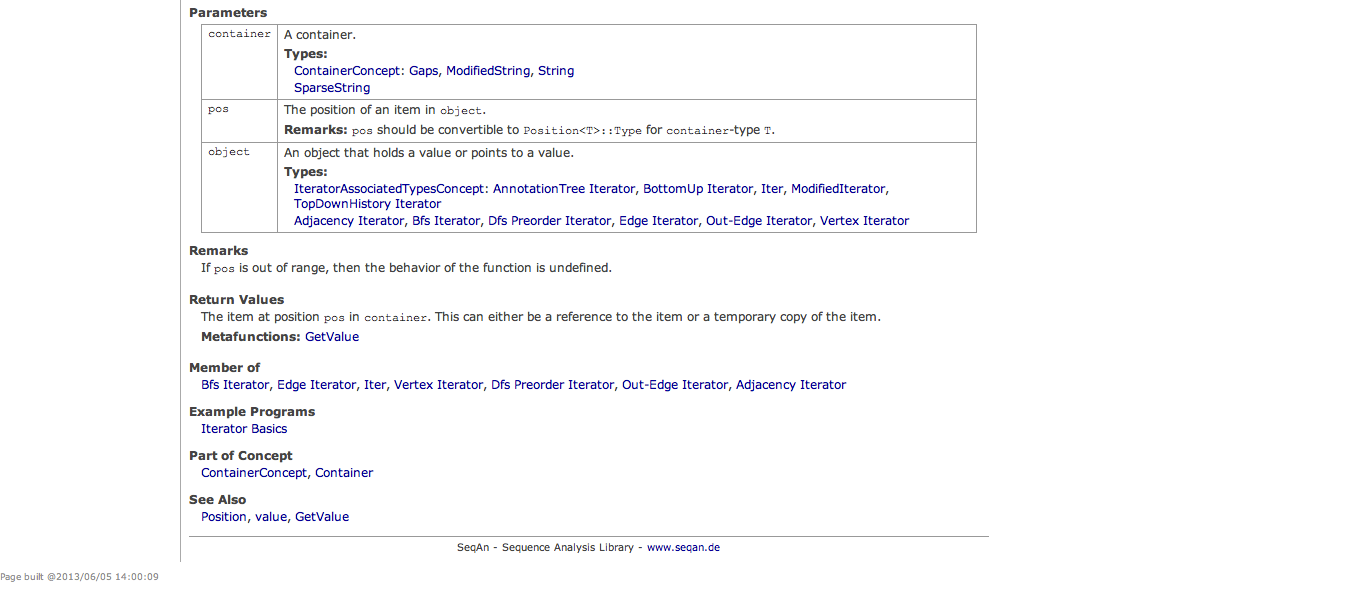 Parameters
container
A container.
Types:
ContainerConcept: Gaps, ModifiedString, String
SparseString
pos
The position of an item in object.
Remarks: pos should be convertible to Position<T>::Type for container-type T.
object
An object that holds a value or points to a value.
Types:
IteratorAssociatedTypesConcept: AnnotationTree Iterator, BottomUp Iterator, Iter, ModifiedIterator,
TopDownHistory Iterator
Adjacency Iterator, Bfs Iterator, Dfs Preorder Iterator, Edge Iterator, Out-Edge Iterator, Vertex Iterator
Remarks
If pos is out of range, then the behavior of the function is undefined.
Return Values
The item at position pos in container. This can either be a reference to the item or a temporary copy of the item.
Metafunctions: GetValue
Member of
Bfs Iterator, Edge Iterator, Iter, Vertex Iterator, Dfs Preorder Iterator, Out-Edge Iterator, Adjacency Iterator
Example Programs
Iterator Basics
Part of Concept
ContainerConcept, Container
See Also
Position, value, GetValue
SeqAn - Sequence Analysis Library - www.seqan.de
Page built @2013/06/05 14:00:09